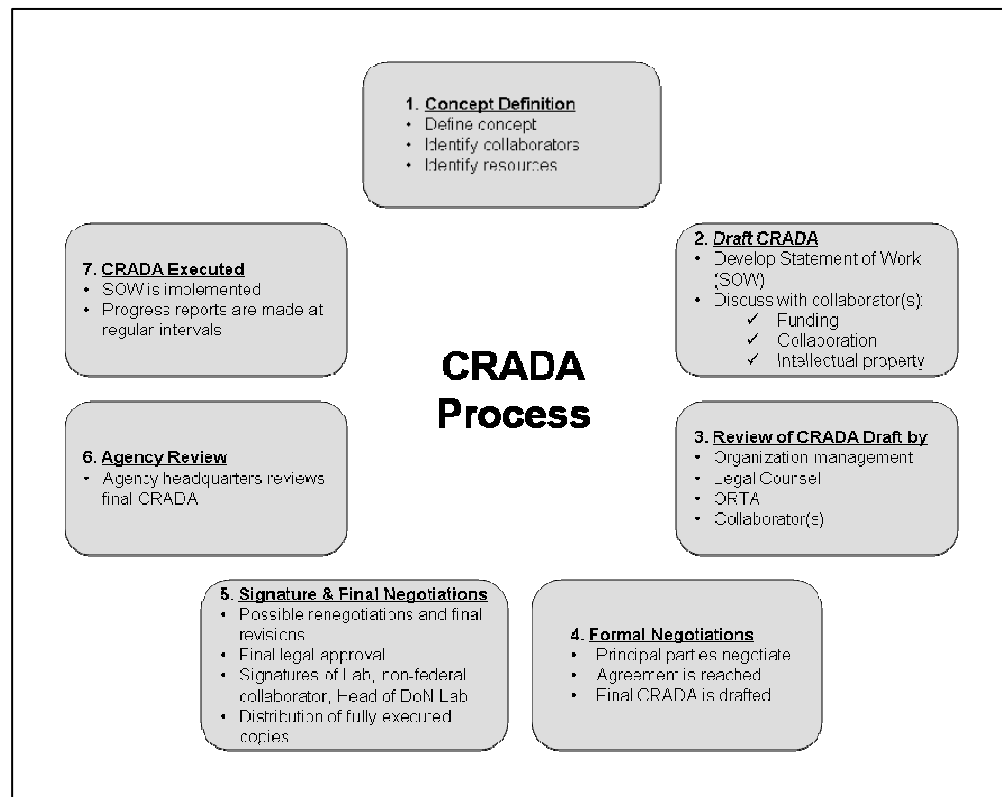 1. Concept Definition
• Define concept
• Identify collaborators
• Identify resources
2. Draft CRADA
• Develop Statement of Work
(SOW)
• Discuss with collaborator(s):
✓ Funding
✓ Collaboration
✓ Intellectual property
3. Review of CRADA Draft by
• Organization management
• Legal Counsel
• ORTA
• Collaborator(s)
4. Formal Negotiations
• Principal parties negotiate
• Agreement is reached
• Final CRADA is drafted
5. Signature & Final Negotiations
• Possible renegotiations and final
revisions
• Final legal approval
• Signatures of Lab, non-federal
collaborator, Head of DoN Lab
• Distribution of fully executed
copies
6. Agency Review
• Agency headquarters reviews
final CRADA
7. CRADA Executed
• SOW is implemented
• Progress reports are made at
regular intervals
CRADA
Process